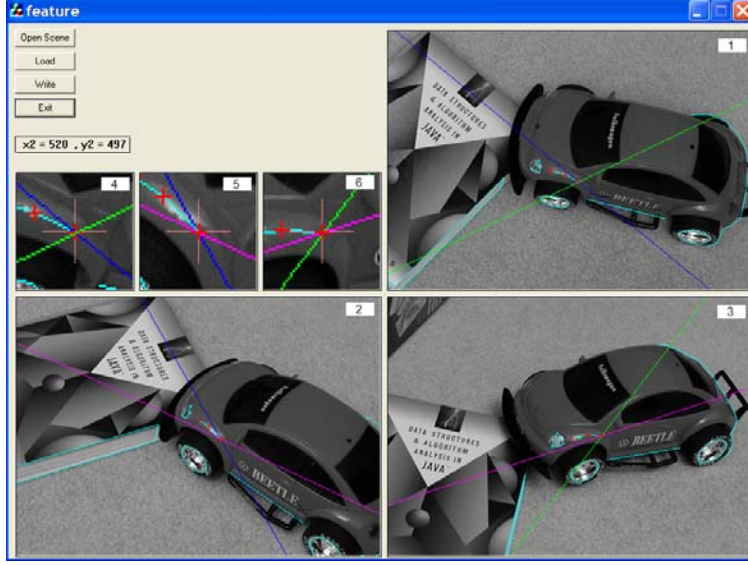 feature
Open Scene
Load
Write
Exit
x2 = 520 , y2 = 497
4
5
6
1
DATA STRUCTURES
& ALGORITHM
ANALYSIS IN
JAVA
BEETLE
2
DATA STRUCTURES
& ALGORITHM
ANALYSIS IN
JAVA
BEETLE
3
DATA STRUCTURES
& ALGORITHM
ANALYSIS IN
JAVA
BEETLE